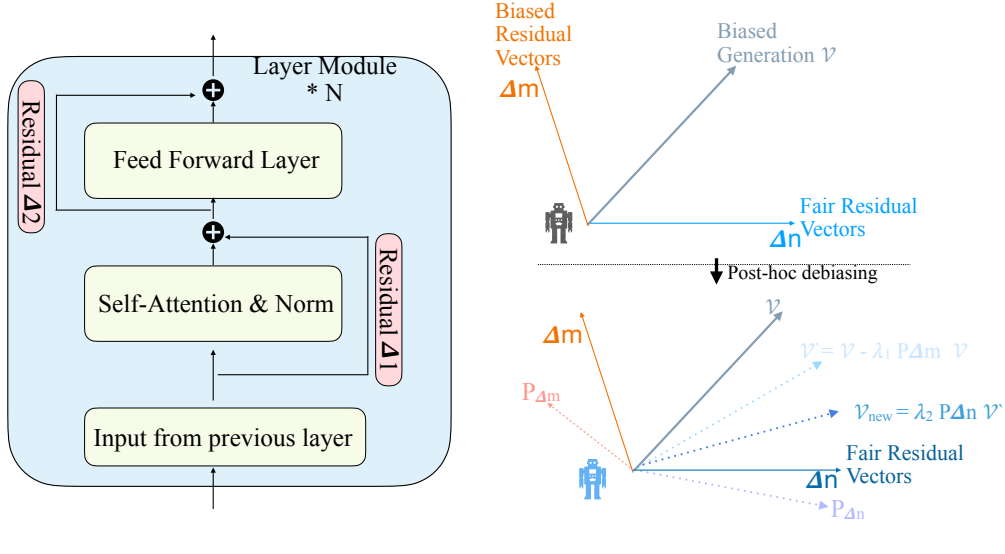 Layer Module
* N
Residual Δ2
Feed Forward Layer
Self-Attention & Norm
Residual Δ1
Input from previous layer
Biased
Residual
Vectors
Δm
Biased
Generation 𝒱
Fair Residual
Vectors
Δn
Post-hoc debiasing
𝒱
Δm
𝒱` = 𝒱 - λ₁ PΔm 𝒱
P_Δm
𝒱_new = λ₂ PΔn 𝒱`
Fair Residual
Vectors
Δn
P_Δn